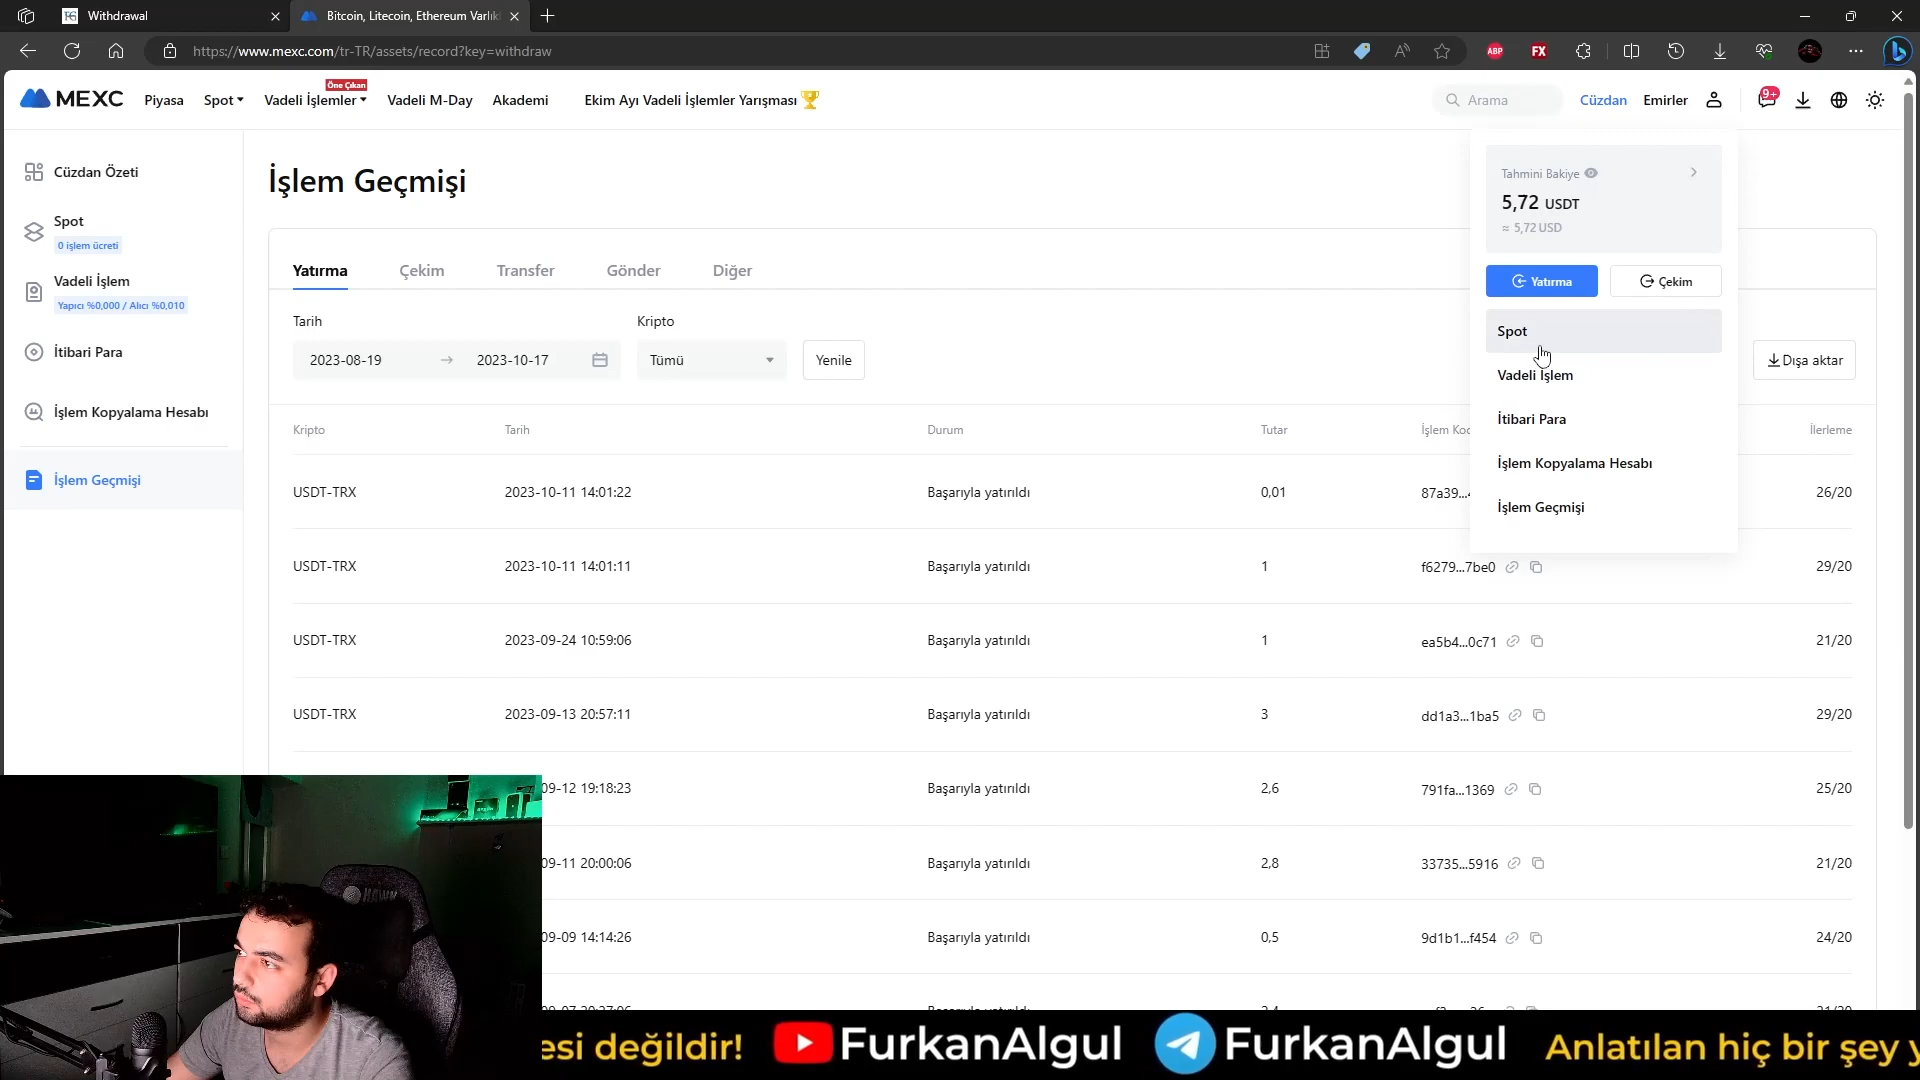 Withdrawal
Bitcoin, Litecoin, Ethereum Varlık
https://www.mexc.com/tr-TR/assets/record?key=withdraw
ABP
FX
MEXC
Piyasa
Spot
Öne Çıkan
Vadeli İşlemler
Vadeli M-Day
Akademi
Ekim Ayı Vadeli İşlemler Yarışması
Arama
Cüzdan
Emirler
9+
Cüzdan Özeti
Spot
0 işlem ücreti
Vadeli İşlem
Yapıcı %0,000 / Alıcı %0,010
İtibari Para
İşlem Kopyalama Hesabı
İşlem Geçmişi
İşlem Geçmişi
Yatırma Çekim Transfer Gönder Diğer
Tarih Kripto
2023-08-19 → 2023-10-17 Tümü Yenile
Dışa aktar
Tahmini Bakiye
5,72 USDT
≈ 5,72 USD
Yatırma Çekim
Spot
Vadeli İşlem
İtibari Para
İşlem Kopyalama Hesabı
İşlem Geçmişi
Kripto Tarih Durum Tutar İşlem Kod İlerleme
USDT-TRX 2023-10-11 14:01:22 Başarıyla yatırıldı 0,01 87a39... 26/20
USDT-TRX 2023-10-11 14:01:11 Başarıyla yatırıldı 1 f6279...7be0 29/20
USDT-TRX 2023-09-24 10:59:06 Başarıyla yatırıldı 1 ea5b4...0c71 21/20
USDT-TRX 2023-09-13 20:57:11 Başarıyla yatırıldı 3 dd1a3...1ba5 29/20
09-12 19:18:23 Başarıyla yatırıldı 2,6 791fa...1369 25/20
09-11 20:00:06 Başarıyla yatırıldı 2,8 33735...5916 21/20
09-09 14:14:26 Başarıyla yatırıldı 0,5 9d1b1...f454 24/20
esi değildir! FurkanAlgul FurkanAlgul Anlatılan hiç bir şey y